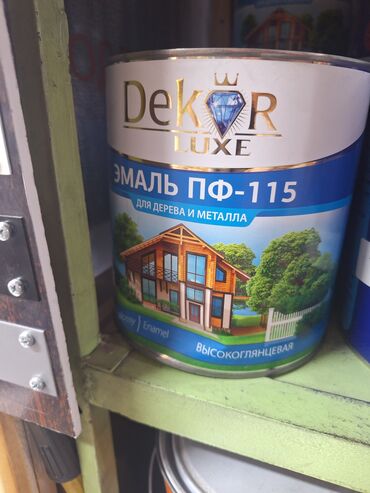 DeKOR
LUXE
ЭМАЛЬ ПФ-115
ДЛЯ ДЕРЕВА И МЕТАЛЛА
Enamel
ВЫСОКОГЛЯНЦЕВАЯ